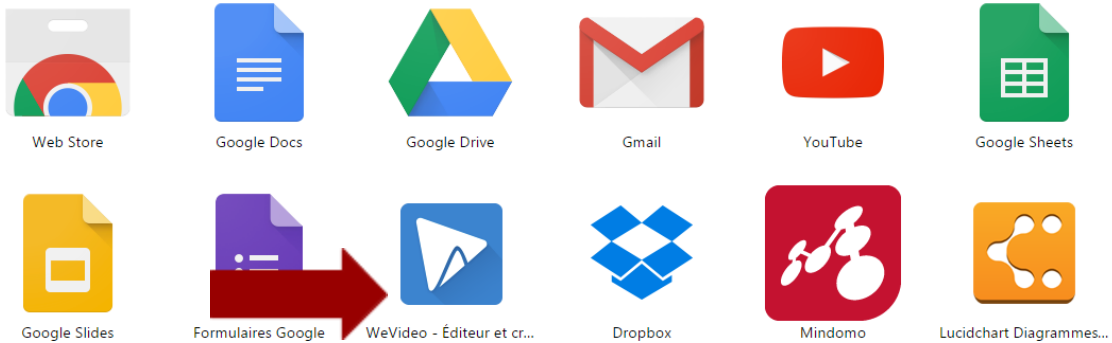 Web Store
Google Docs
Google Drive
Gmail
YouTube
Google Sheets
Google Slides
Formulaires Google
WeVideo - Éditeur et cr...
Dropbox
Mindomo
Lucidchart Diagrammes...